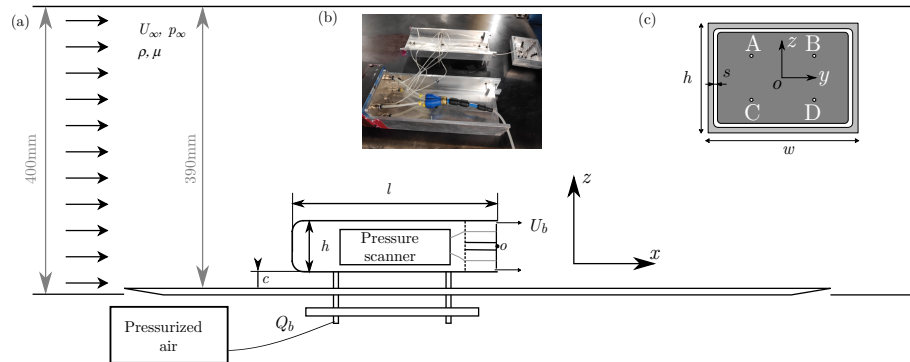 (a)
U∞, p∞
ρ, μ
400mm
390mm
(b)
(c)
A
B
z
h
s
o
y
C
D
w
l
z
U_b
h
Pressure
scanner
o
x
c
Q_b
Pressurized
air